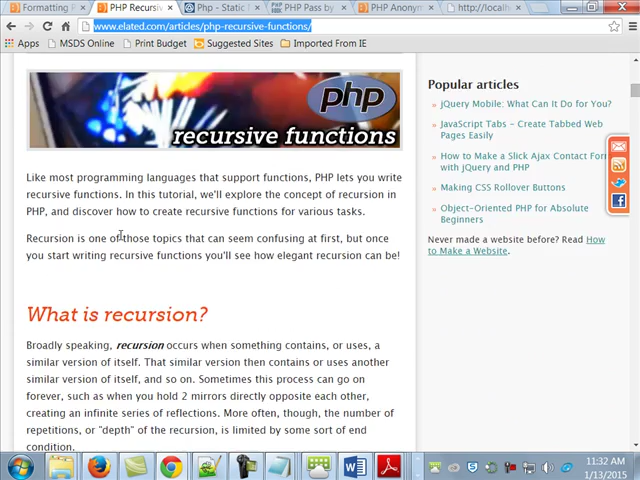 Formatting
PHP Recurs
Php - Static
PHP Pass by
PHP Anonym
http://localh
www.elated.com/articles/php-recursive-functions/
Apps
MSDS Online
Print Budget
Suggested Sites
Imported From IE
php
recursive functions
Like most programming languages that support functions, PHP lets you write
recursive functions. In this tutorial, we'll explore the concept of recursion in
PHP, and discover how to create recursive functions for various tasks.
Recursion is one of those topics that can seem confusing at first, but once
you start writing recursive functions you'll see how elegant recursion can be!
What is recursion?
Broadly speaking, recursion occurs when something contains, or uses, a
similar version of itself. That similar version then contains or uses another
similar version of itself, and so on. Sometimes this process can go on
forever, such as when you hold 2 mirrors directly opposite each other,
creating an infinite series of reflections. More often, though, the number of
repetitions, or "depth" of the recursion, is limited by some sort of end
condition.
Popular articles
» jQuery Mobile: What Can It Do for You?
» JavaScript Tabs - Create Tabbed Web
Pages Easily
» How to Make a Slick Ajax Contact Form
with jQuery and PHP
» Making CSS Rollover Buttons
» Object-Oriented PHP for Absolute
Beginners
Never made a website before? Read How
to Make a Website.
11:32 AM
1/13/2015